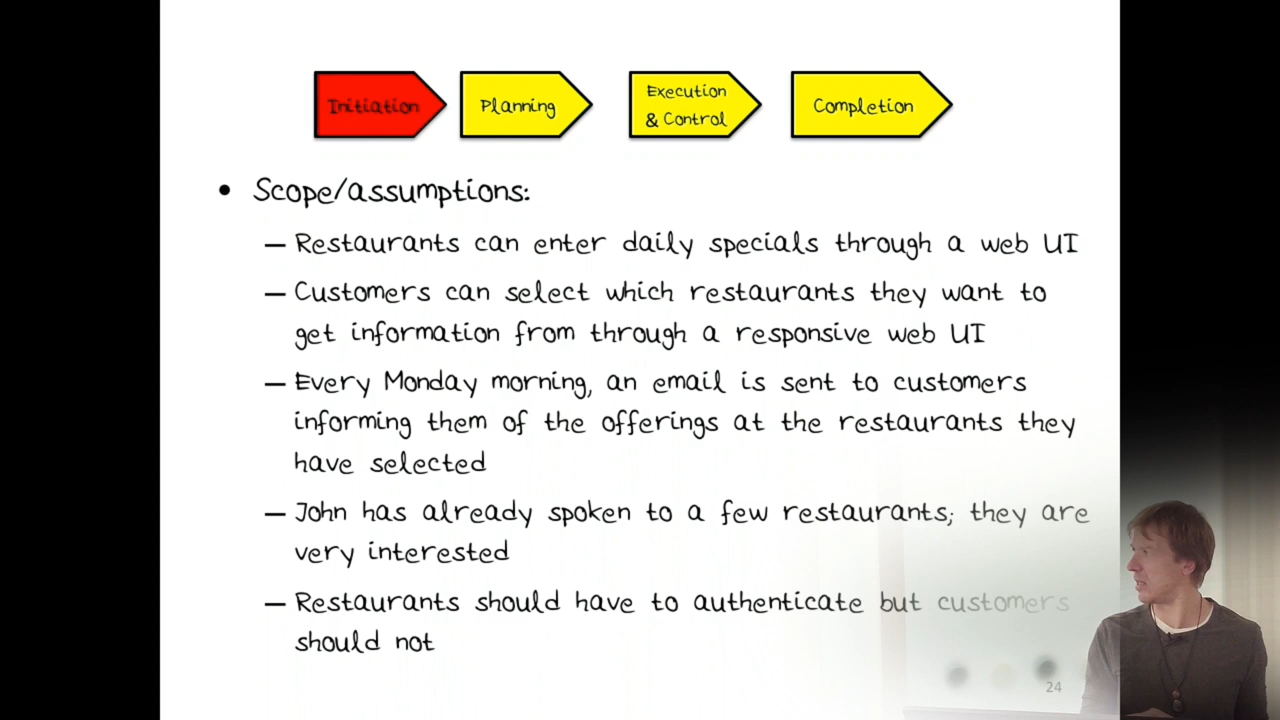 Initiation
Planning
Execution
& Control
Completion
• Scope/assumptions:
– Restaurants can enter daily specials through a web UI
– Customers can select which restaurants they want to
get information from through a responsive web UI
– Every Monday morning, an email is sent to customers
informing them of the offerings at the restaurants they
have selected
– John has already spoken to a few restaurants; they are
very interested
– Restaurants should have to authenticate but customers
should not
24